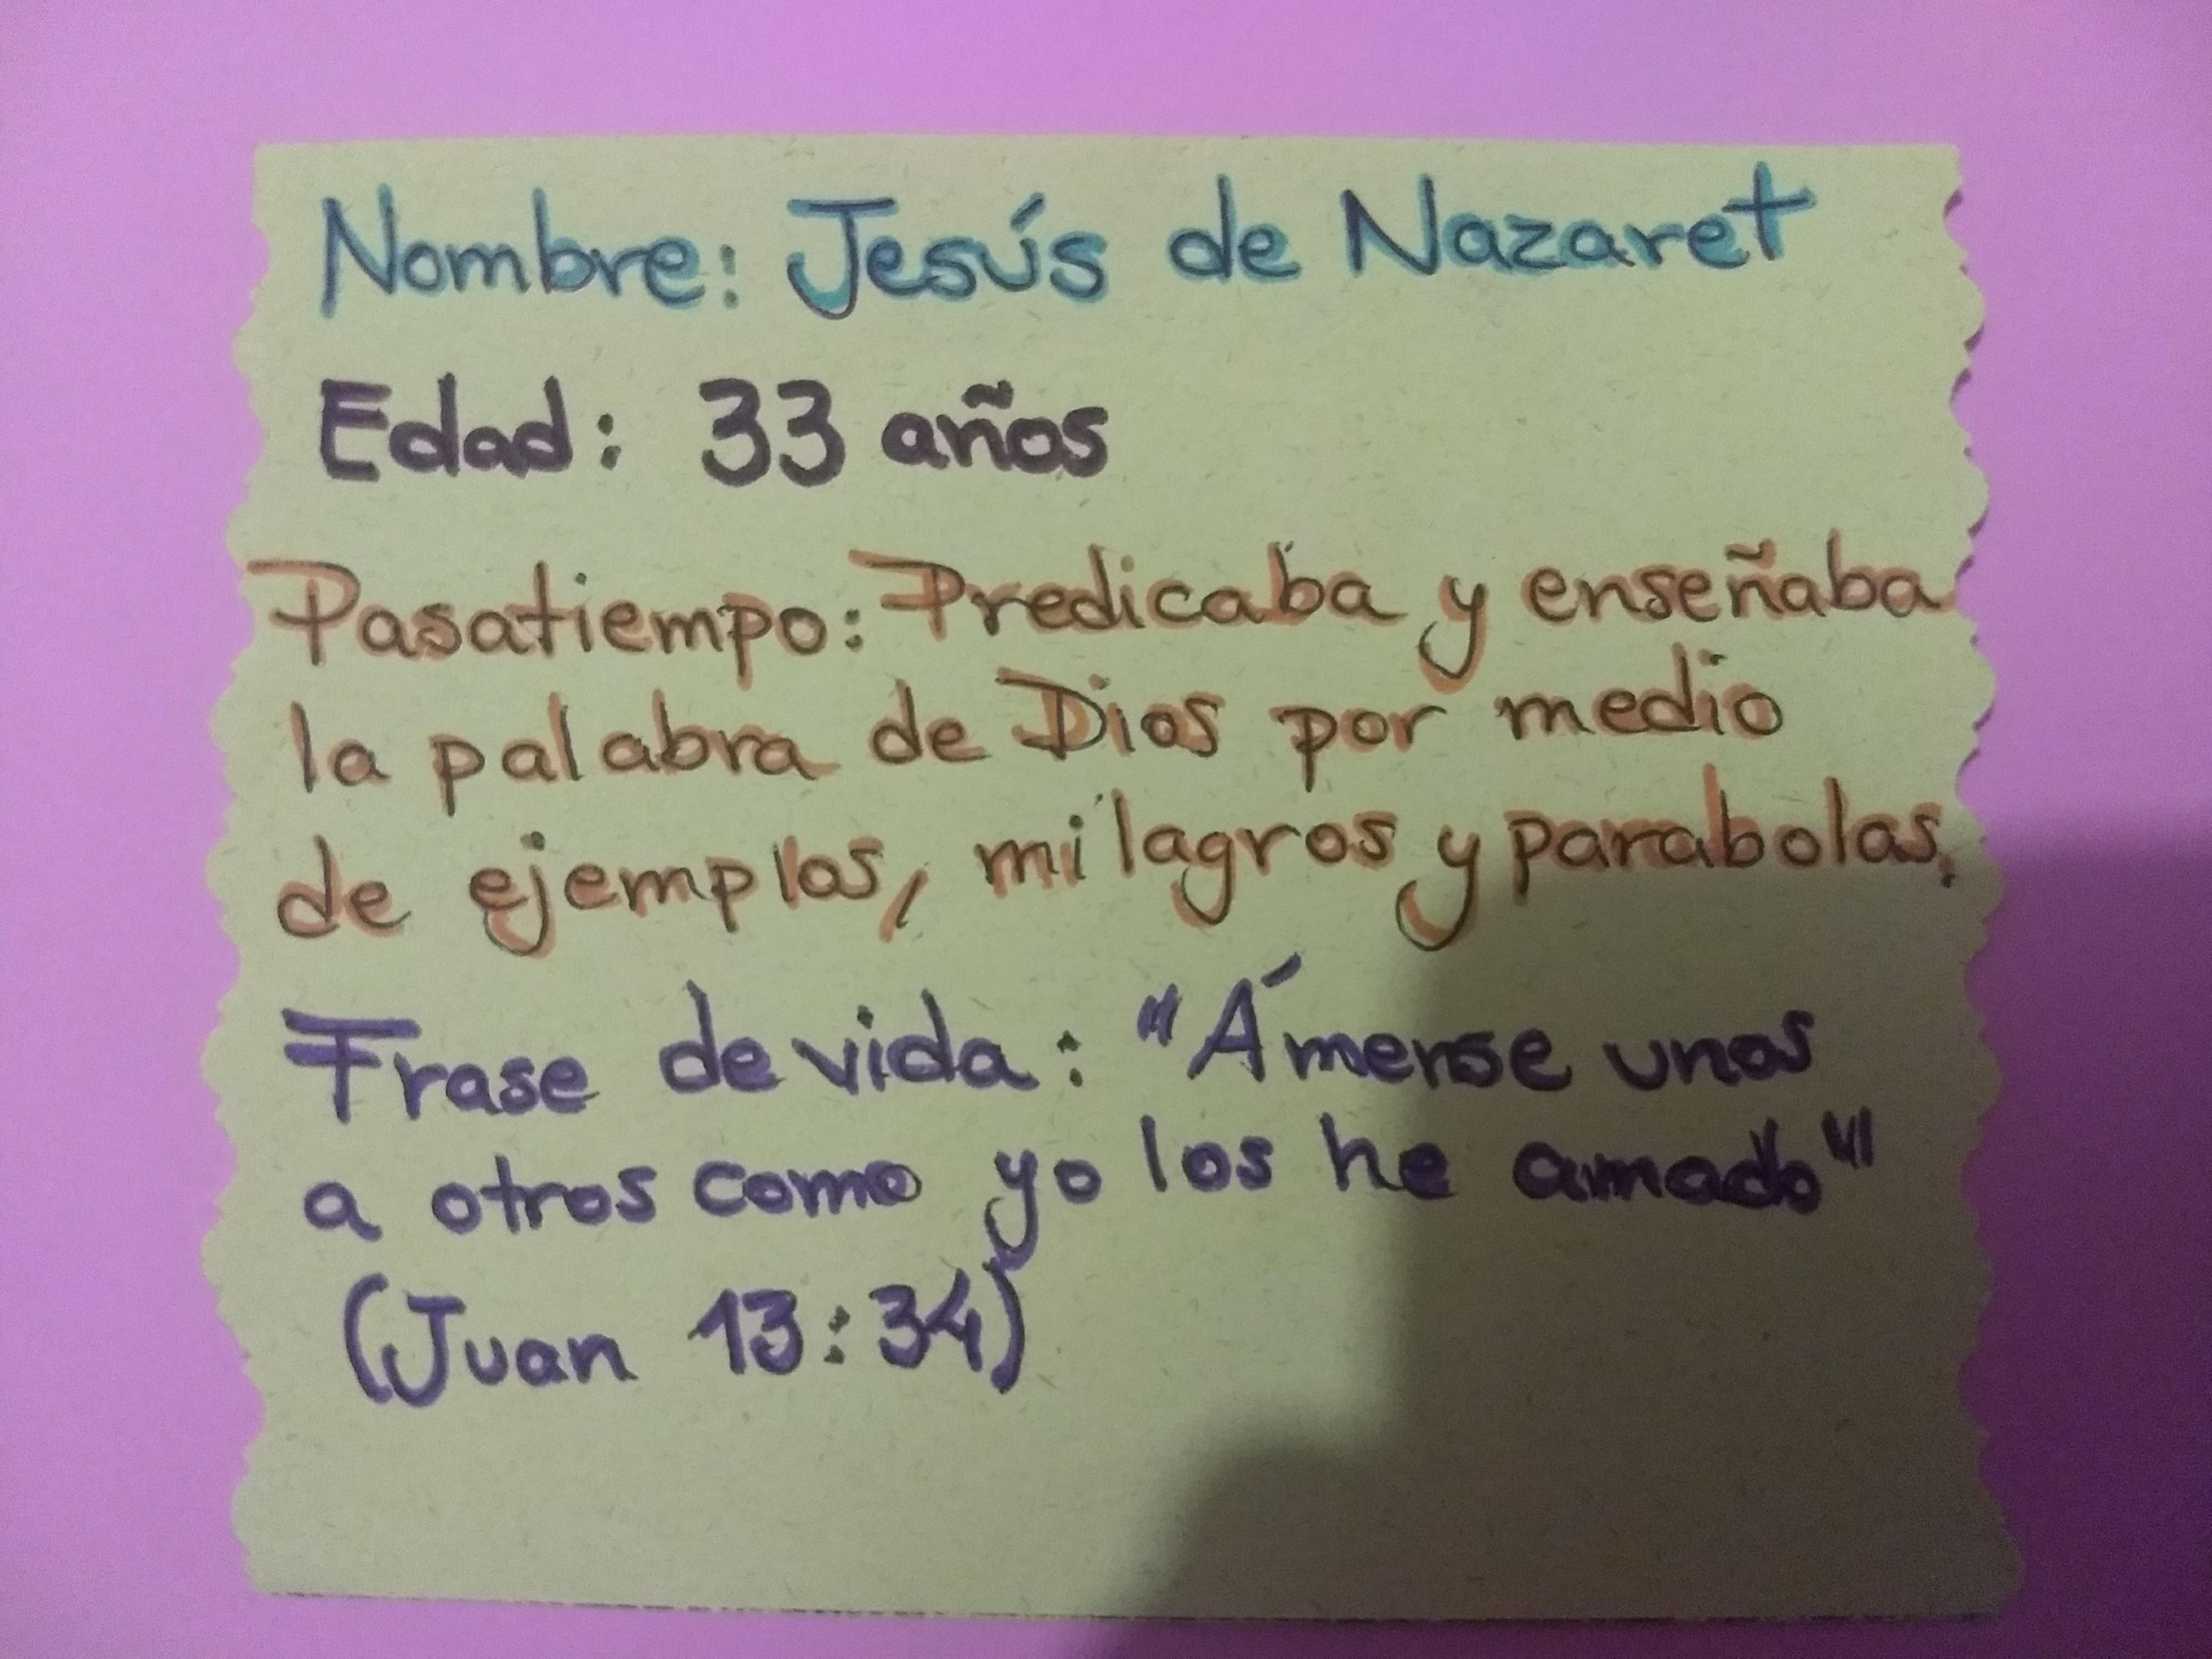 Nombre: Jesús de Nazaret
Edad: 33 años
Pasatiempo: Predicaba y enseñaba
la palabra de Dios por medio
de ejemplos, milagros y parabolas.
Frase de vida: "Ámense unos
a otros como yo los he amado"
(Juan 13:34)